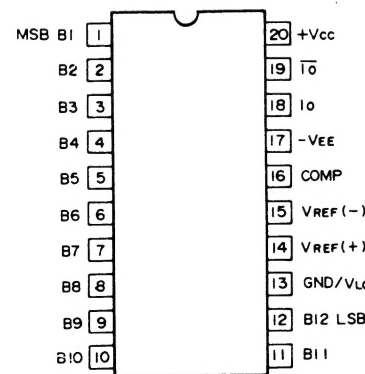 MSB B1 1
B2 2
B3 3
B4 4
B5 5
B6 6
B7 7
B8 8
B9 9
B10 10
20 +VCC
19 I̅O̅
18 IO
17 -VEE
16 COMP
15 VREF(-)
14 VREF(+)
13 GND/VLC
12 B12 LSB
11 B11